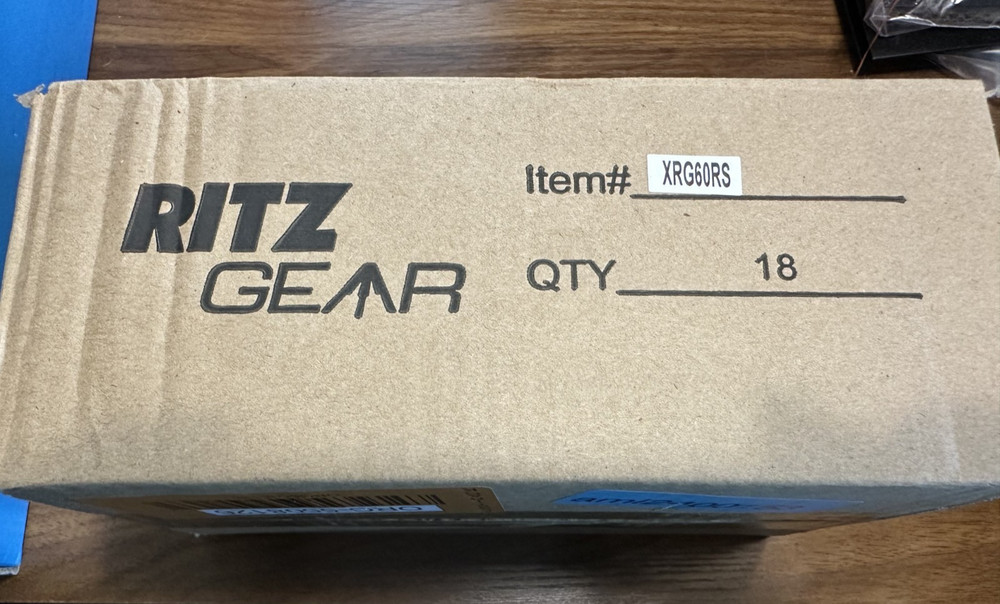 RITZ
GEAR
Item# XRG60RS
QTY 18